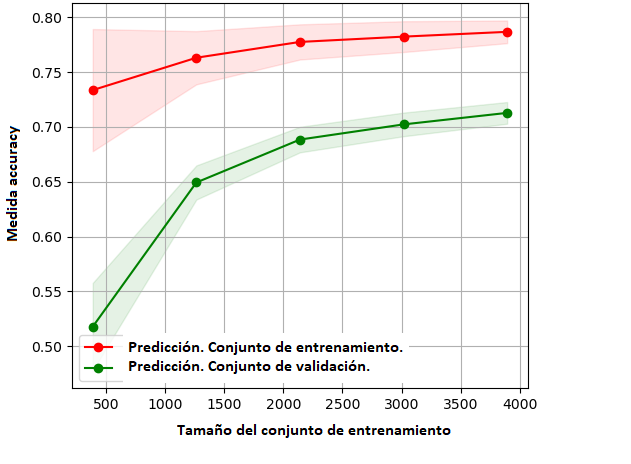 0.80
0.75
0.70
0.65
0.60
0.55
0.50
Medida accuracy
Predicción. Conjunto de entrenamiento.
Predicción. Conjunto de validación.
500 1000 1500 2000 2500 3000 3500 4000
Tamaño del conjunto de entrenamiento